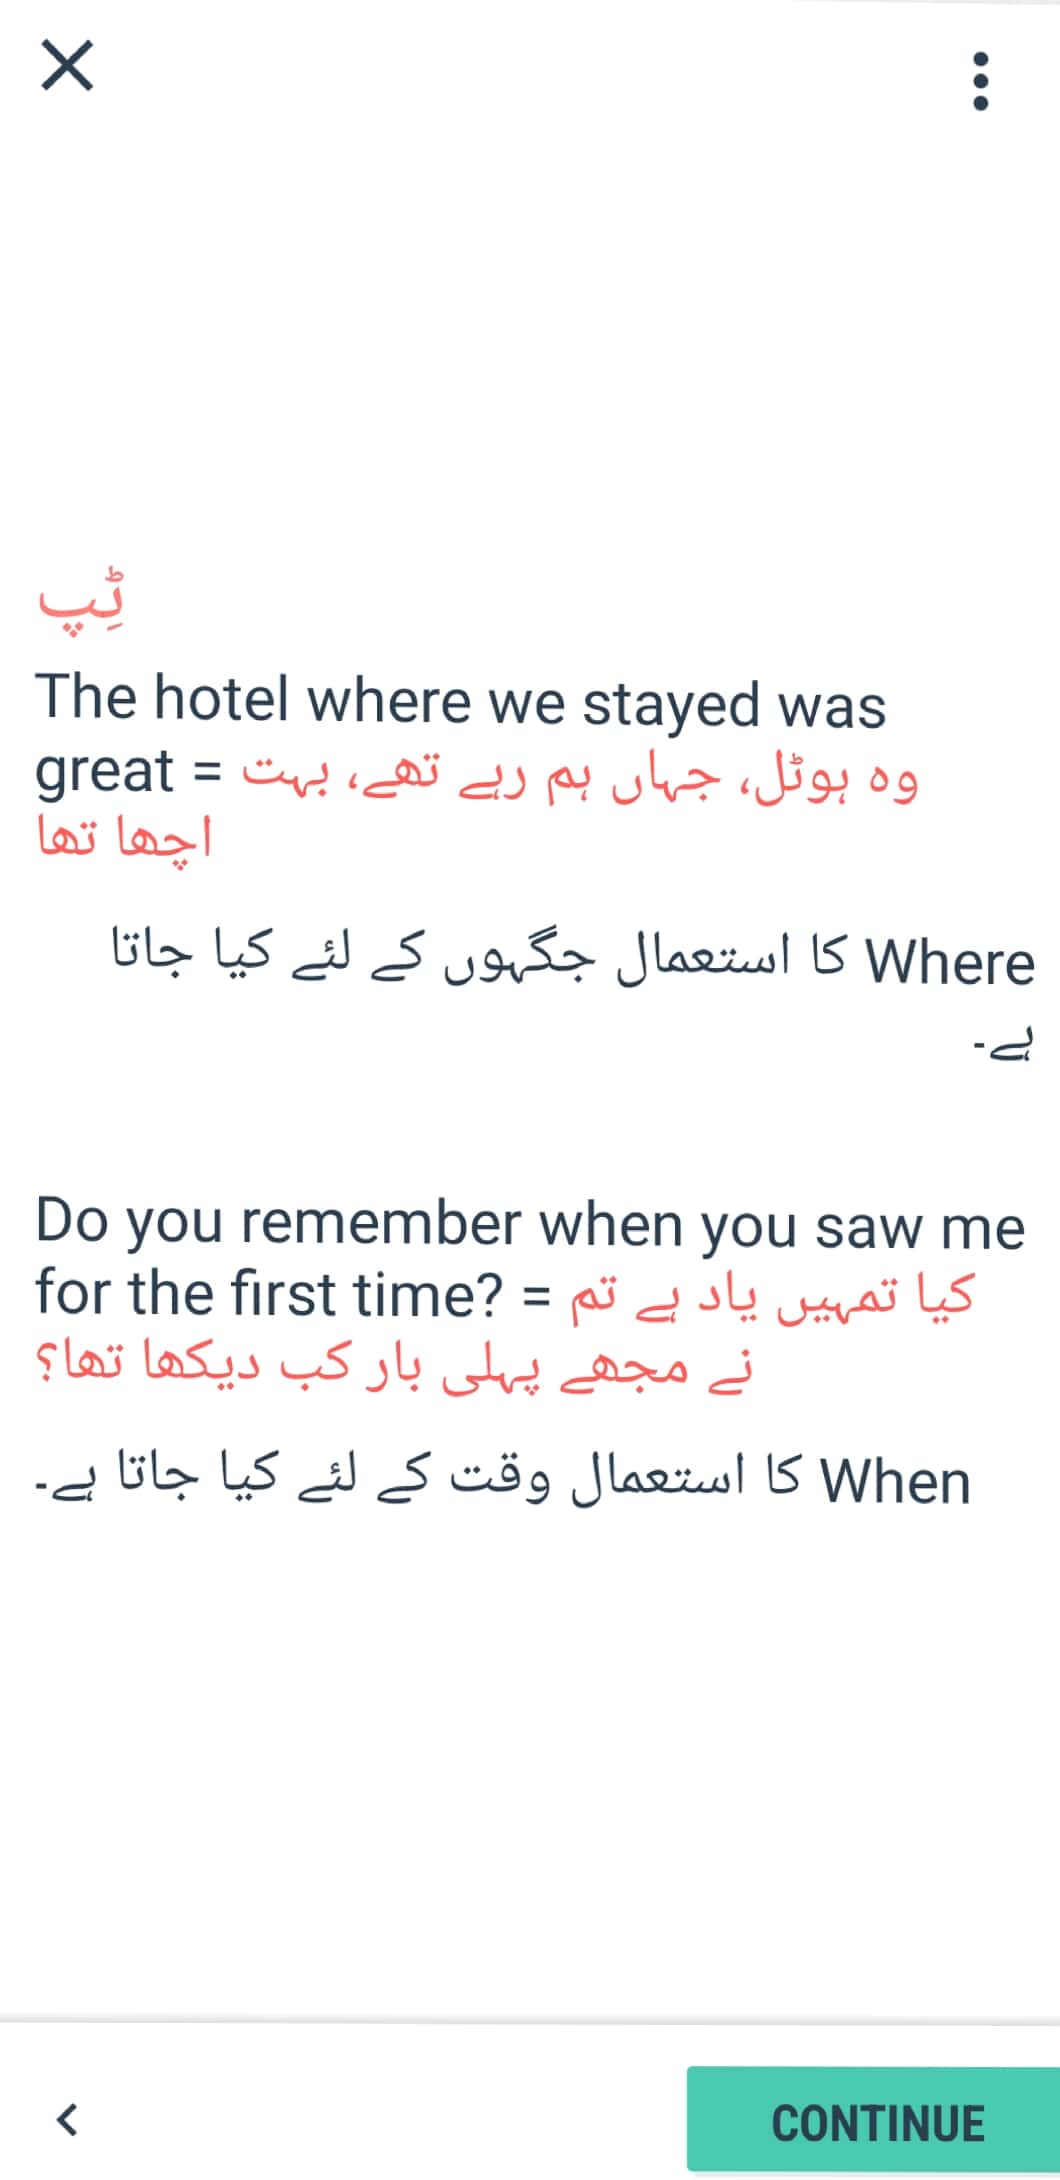 ٹِپ
The hotel where we stayed was
great = وہ ہوٹل، جہاں ہم رہے تھے، بہت
اچھا تھا
Where کا استعمال جگہوں کے لئے کیا جاتا
ہے-
Do you remember when you saw me
for the first time? = کیا تمہیں یاد ہے تم
نے مجھے پہلی بار کب دیکھا تھا؟
When کا استعمال وقت کے لئے کیا جاتا ہے-
CONTINUE